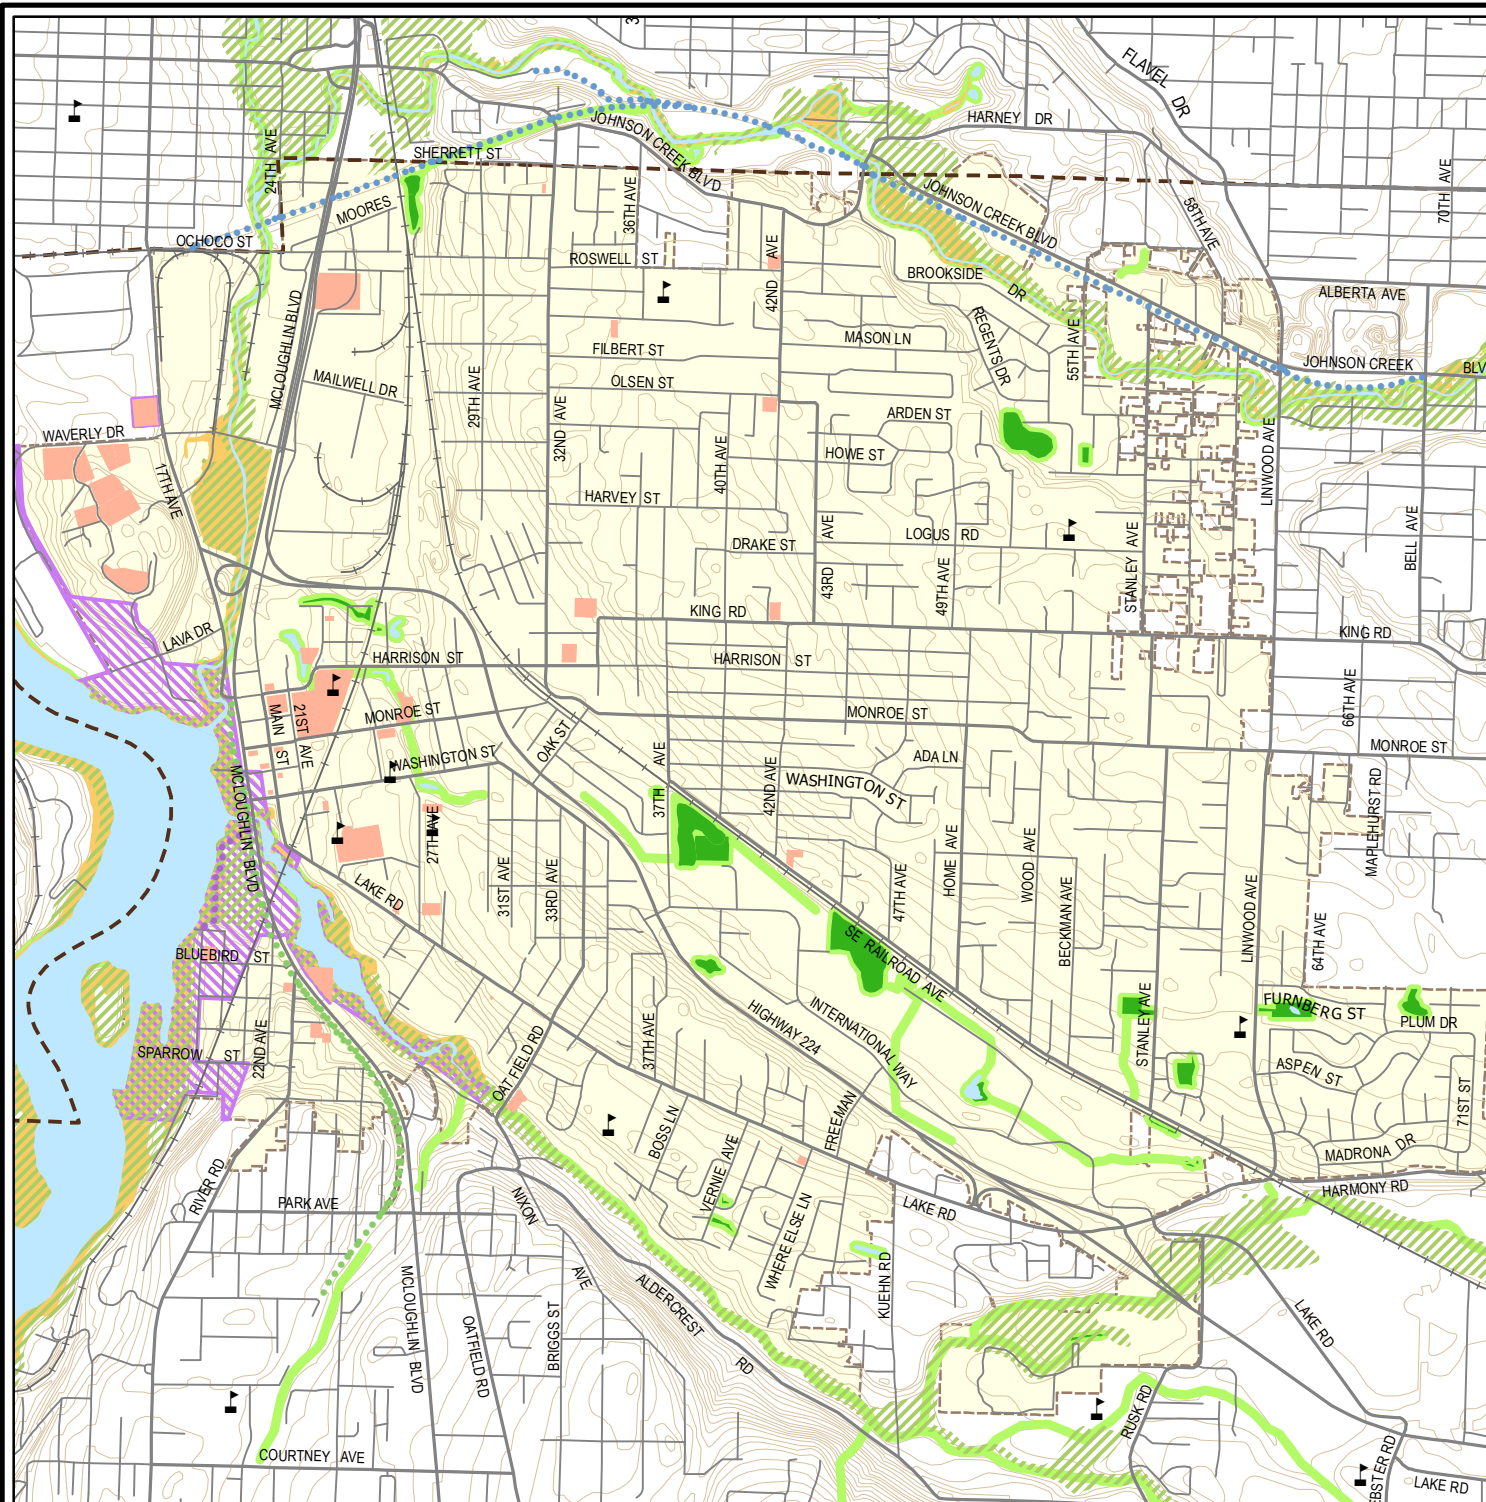 3
FLAVEL DR
HARNEY DR
JOHNSON CREEK BLVD
24TH AVE
SHERRETT ST
70TH AVE
36TH AVE
MOORES
JOHNSON CREEK BLVD
58TH AVE
OCHOCO ST
ROSWELL ST
42ND AVE
BROOKSIDE DR
ALBERTA AVE
MCLOUGHLIN BLVD
REGENTS DR
55TH AVE
MASON LN
FILBERT ST
JOHNSON CREEK BLV
MAILWELL DR
29TH AVE
OLSEN ST
ARDEN ST
32ND AVE
WAVERLY DR
40TH AVE
HOWE ST
LINWOOD AVE
17TH AVE
HARVEY ST
43RD AVE
LOGUS RD
DRAKE ST
STANLEY AVE
BELL AVE
49TH AVE
KING RD
LAVA DR
KING RD
HARRISON ST
HARRISON ST
66TH AVE
MAIN ST
21ST AVE
MONROE ST
MONROE ST
OAK ST
WASHINGTON ST
37TH AVE
ADA LN
MONROE ST
42ND AVE
WASHINGTON ST
MCLOUGHLIN BLVD
27TH AVE
MAPLEHURST RD
31ST AVE
33RD AVE
HOME AVE
WOOD AVE
LAKE RD
47TH AVE
BECKMAN AVE
LINWOOD AVE
64TH AVE
BLUEBIRD ST
SE RAILROAD AVE
HIGHWAY 224
INTERNATIONAL WAY
STANLEY AVE
FURNBERG ST
PLUM DR
SPARROW ST
22ND AVE
OATFIELD RD
37TH AVE
ASPEN ST
71ST ST
BOSS LN
FREEMAN
VERNIE AVE
MADRONA DR
RIVER RD
HARMONY RD
PARK AVE
NIXON AVE
LAKE RD
WHERE ELSE LN
KUEHN RD
MCLOUGHLIN BLVD
OATFIELD RD
BRIGGS ST
ALDERCREST RD
LAKE RD
RUSK RD
COURTNEY AVE
EBSTER RD
LAKE RD